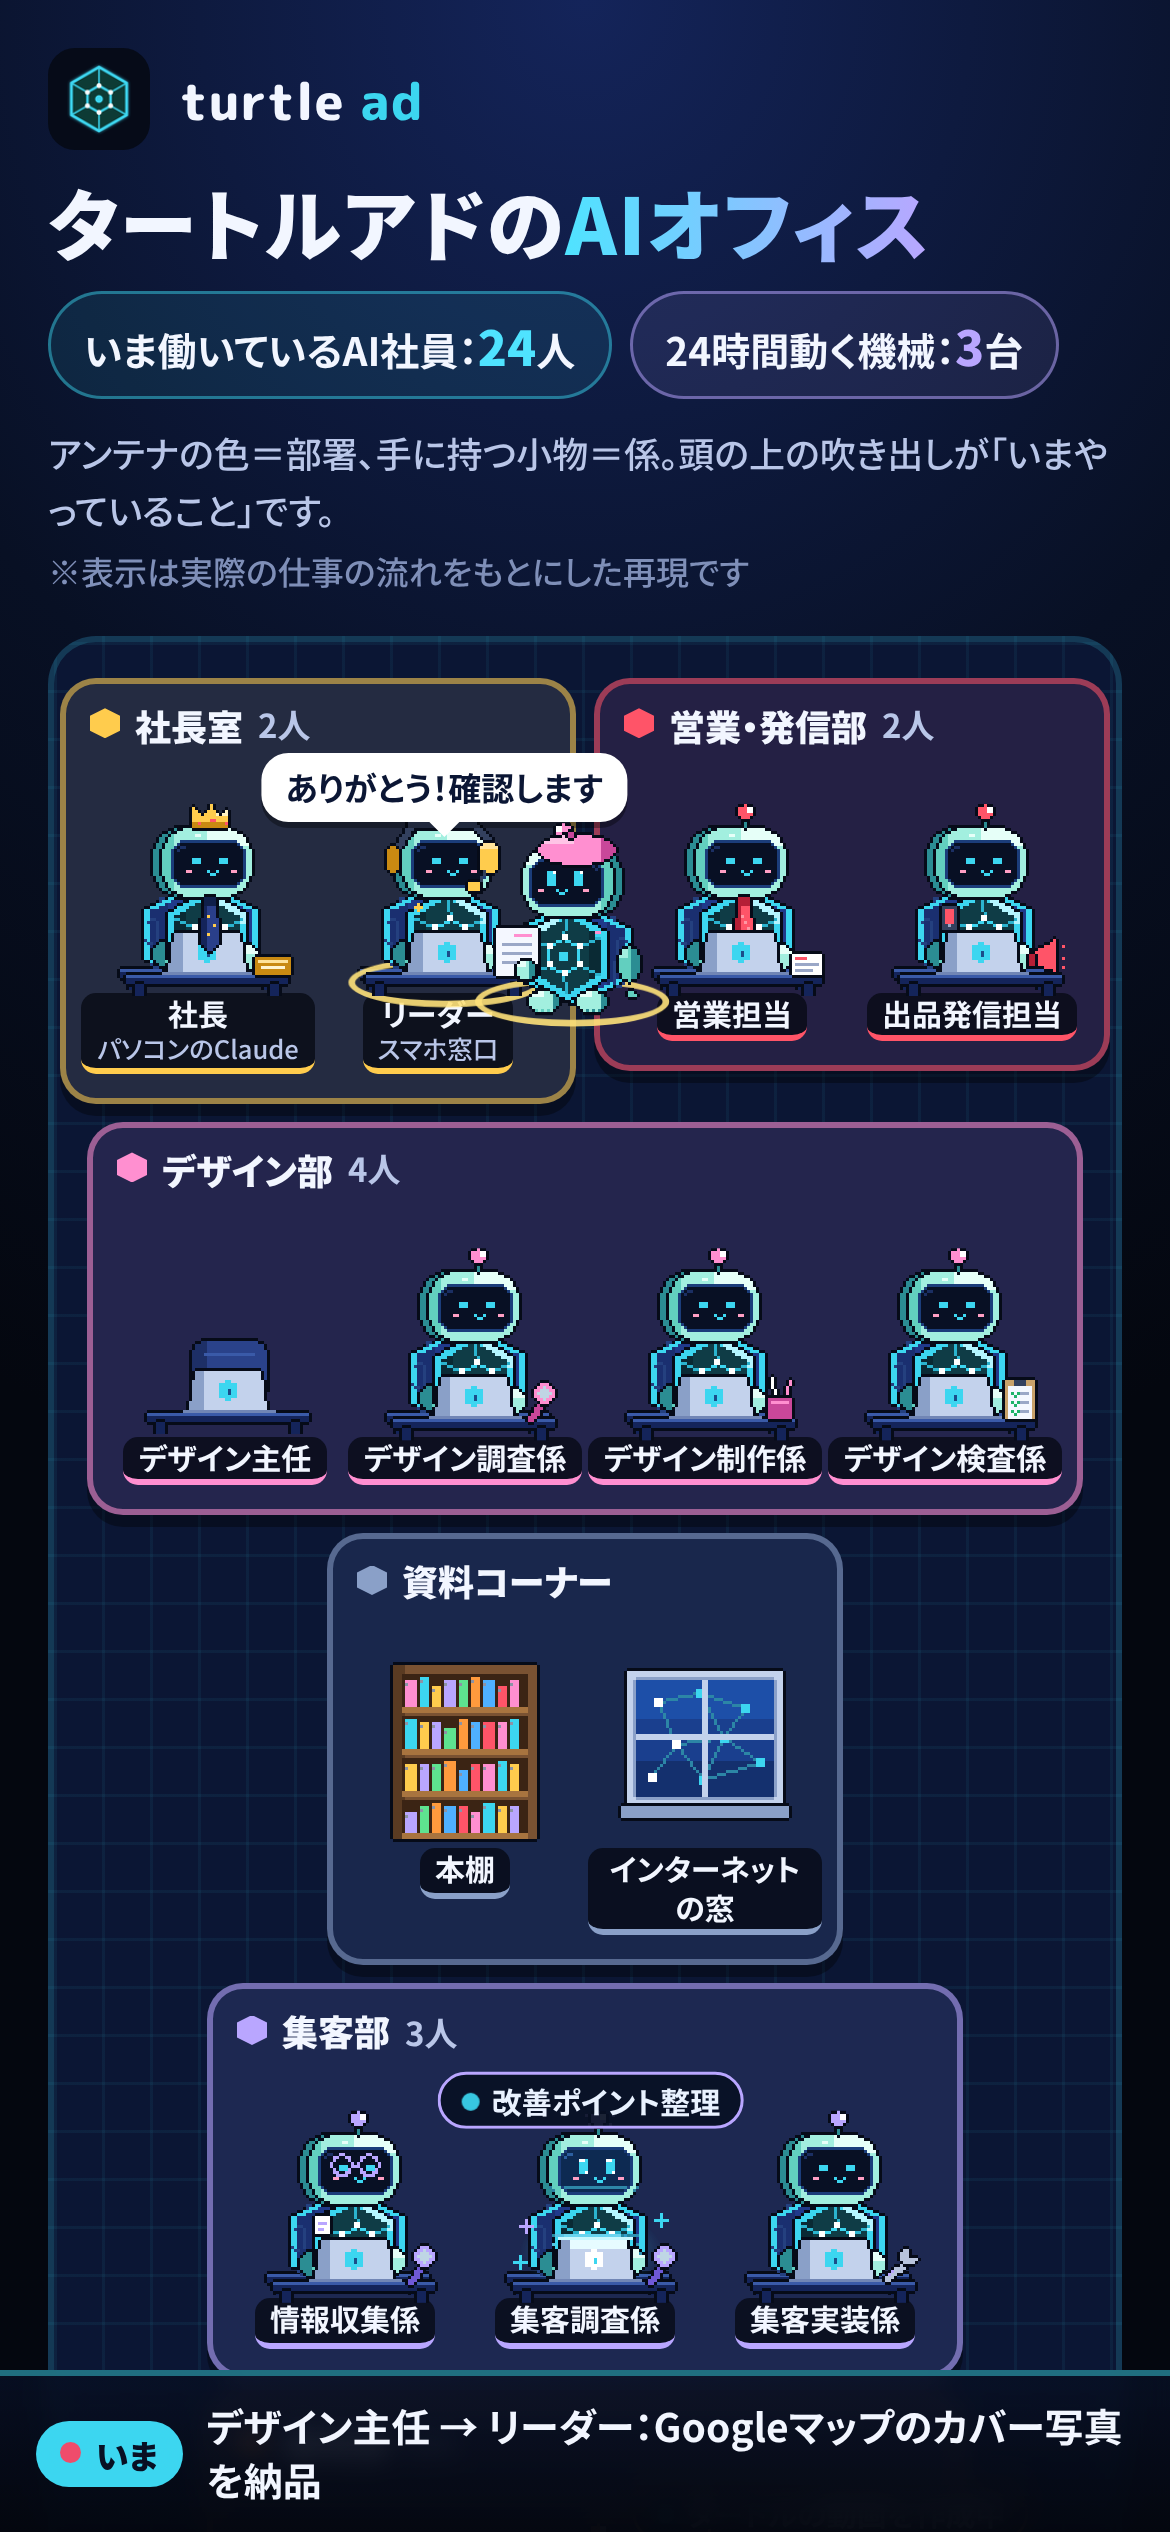 turtle ad
タートルアドのAIオフィス
いま働いているAI社員：24人
24時間動く機械：3台
アンテナの色＝部署、手に持つ小物＝係。頭の上の吹き出しが「いまや
っていること」です。
※表示は実際の仕事の流れをもとにした再現です
社長室 2人
営業・発信部 2人
ありがとう！確認します
社長
パソコンのClaude
リーダー
スマホ窓口
営業担当
出品発信担当
デザイン部 4人
デザイン主任
デザイン調査係
デザイン制作係
デザイン検査係
資料コーナー
本棚
インターネット
の窓
集客部 3人
改善ポイント整理
情報収集係
集客調査係
集客実装係
いま
デザイン主任 → リーダー：Googleマップのカバー写真
を納品